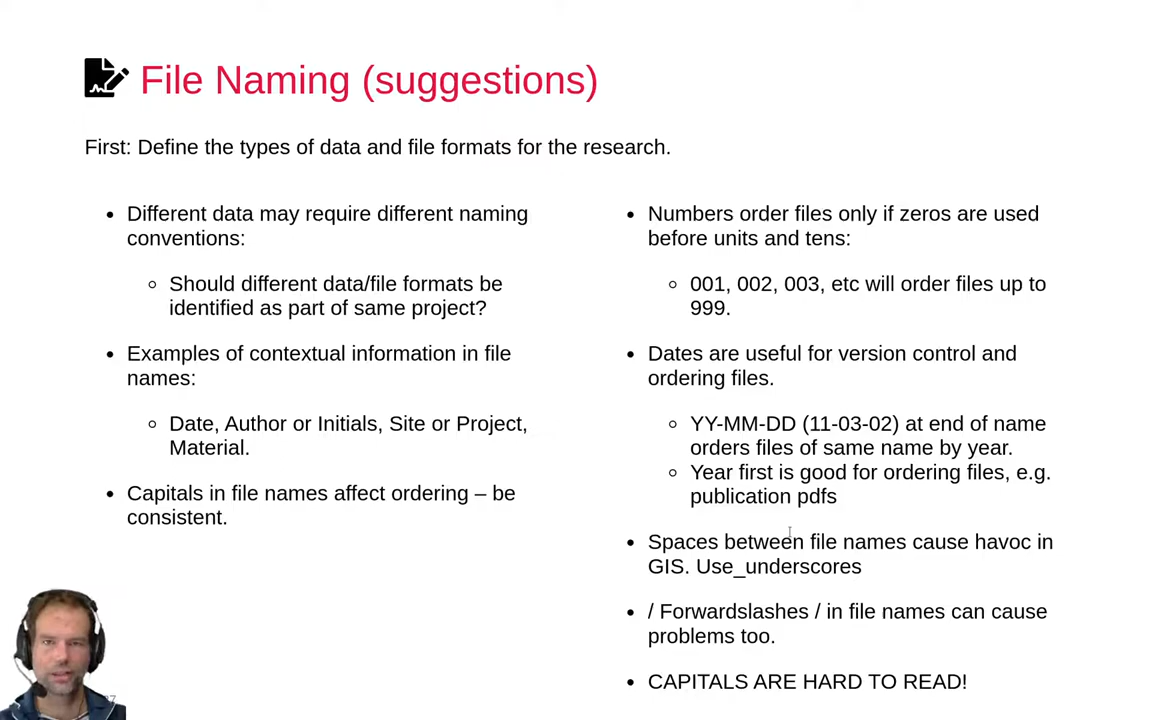 File Naming (suggestions)
First: Define the types of data and file formats for the research.
• Different data may require different naming
conventions:
◦ Should different data/file formats be
identified as part of same project?
• Examples of contextual information in file
names:
◦ Date, Author or Initials, Site or Project,
Material.
• Capitals in file names affect ordering – be
consistent.
• Numbers order files only if zeros are used
before units and tens:
◦ 001, 002, 003, etc will order files up to
999.
• Dates are useful for version control and
ordering files.
◦ YY-MM-DD (11-03-02) at end of name
orders files of same name by year.
◦ Year first is good for ordering files, e.g.
publication pdfs
• Spaces between file names cause havoc in
GIS. Use_underscores
• / Forwardslashes / in file names can cause
problems too.
• CAPITALS ARE HARD TO READ!